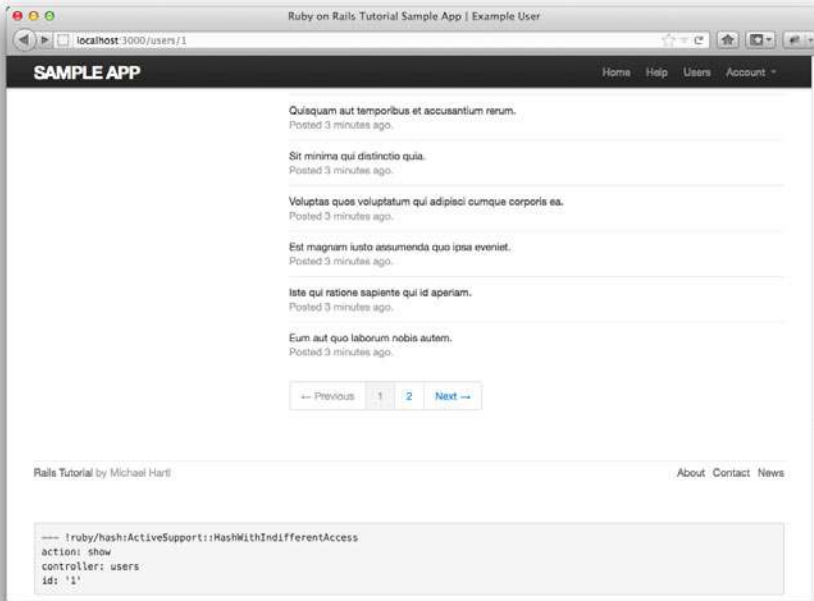 Ruby on Rails Tutorial Sample App | Example User
localhost:3000/users/1
SAMPLE APP
Home Help Users Account
Quisquam aut temporibus et accusantium rerum.
Posted 3 minutes ago.
Sit minima qui distinctio quia.
Posted 3 minutes ago.
Voluptas quos voluptatum qui adipisci cumque corporis ea.
Posted 3 minutes ago.
Est magnam iusto assumenda quo ipsa eveniet.
Posted 3 minutes ago.
Iste qui ratione sapiente qui id aperiam.
Posted 3 minutes ago.
Eum aut quo laborum nobis autem.
Posted 3 minutes ago.
← Previous 1 2 Next →
Rails Tutorial by Michael Hartl
About Contact News
--- !ruby/hash:ActiveSupport::HashWithIndifferentAccess
action: show
controller: users
id: '1'